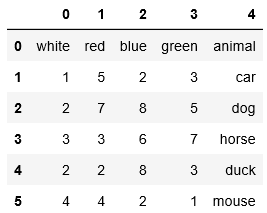 0 1 2 3 4
0 white red blue green animal
1 1 5 2 3 car
2 2 7 8 5 dog
3 3 3 6 7 horse
4 2 2 8 3 duck
5 4 4 2 1 mouse